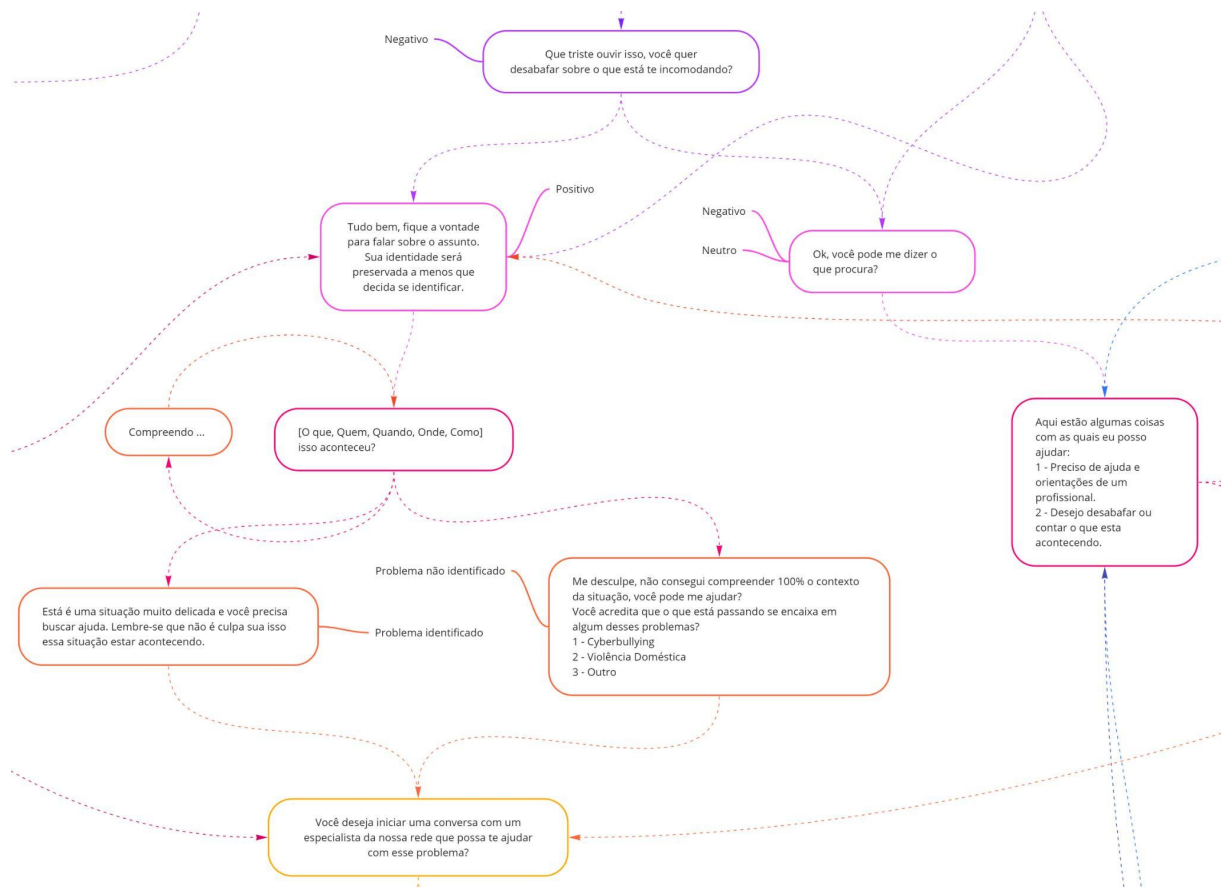 Negativo
Que triste ouvir isso, você quer
desabafar sobre o que está te incomodando?
Tudo bem, fique a vontade
para falar sobre o assunto.
Sua identidade será
preservada a menos que
decida se identificar.
Positivo
Negativo
Neutro
Ok, você pode me dizer o
que procura?
Compreendo ...
[O que, Quem, Quando, Onde, Como]
isso aconteceu?
Aqui estão algumas coisas
com as quais eu posso
ajudar:
1 - Preciso de ajuda e
orientações de um
profissional.
2 - Desejo desabafar ou
contar o que esta
acontecendo.
Está é uma situação muito delicada e você precisa
buscar ajuda. Lembre-se que não é culpa sua isso
essa situação estar acontecendo.
Problema identificado
Problema não identificado
Me desculpe, não consegui compreender 100% o contexto
da situação, você pode me ajudar?
Você acredita que o que está passando se encaixa em
algum desses problemas?
1 - Cyberbullying
2 - Violência Doméstica
3 - Outro
Você deseja iniciar uma conversa com um
especialista da nossa rede que possa te ajudar
com esse problema?